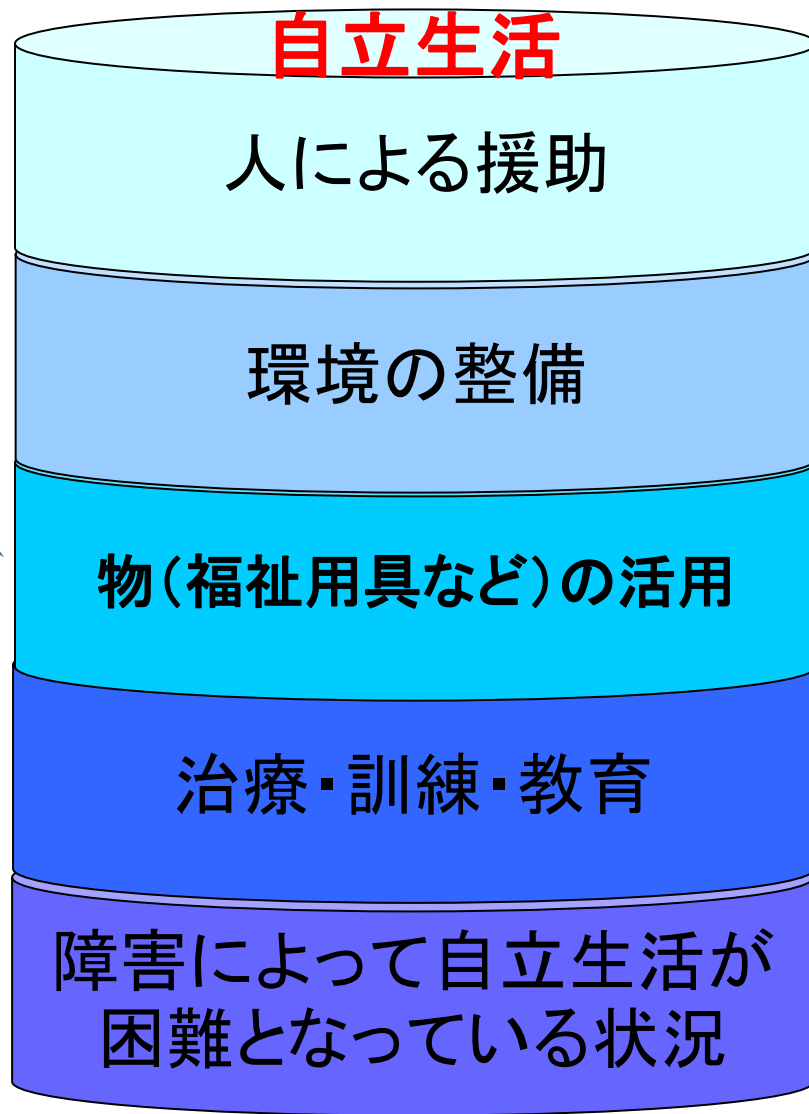 自立生活
人による援助
環境の整備
物（福祉用具など）の活用
治療・訓練・教育
障害によって自立生活が
困難となっている状況